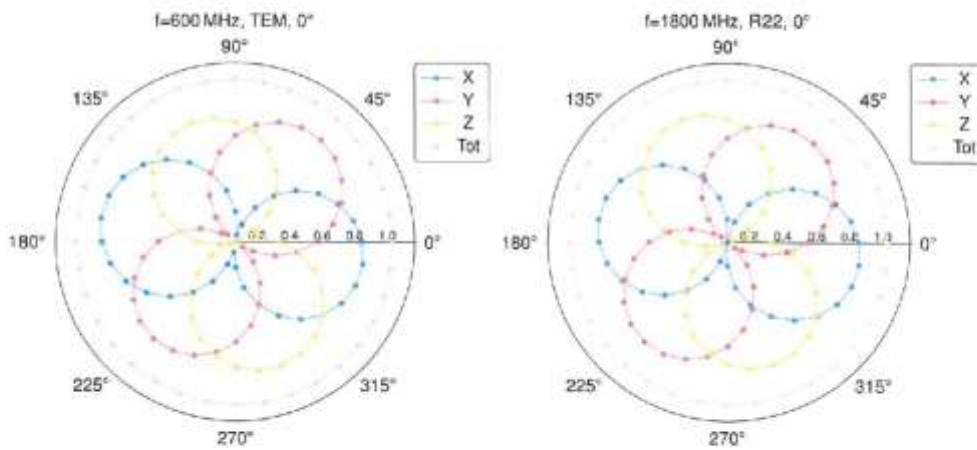 f=600 MHz, TEM, 0°
90°
135°
45°
X
Y
Z
Tot
180°
0.2 0.4 0.6 0.8 1.0
0°
225°
315°
270°
f=1800 MHz, R22, 0°
90°
135°
45°
X
Y
Z
Tot
180°
0.2 0.4 0.6 0.8 1.0
0°
225°
315°
270°